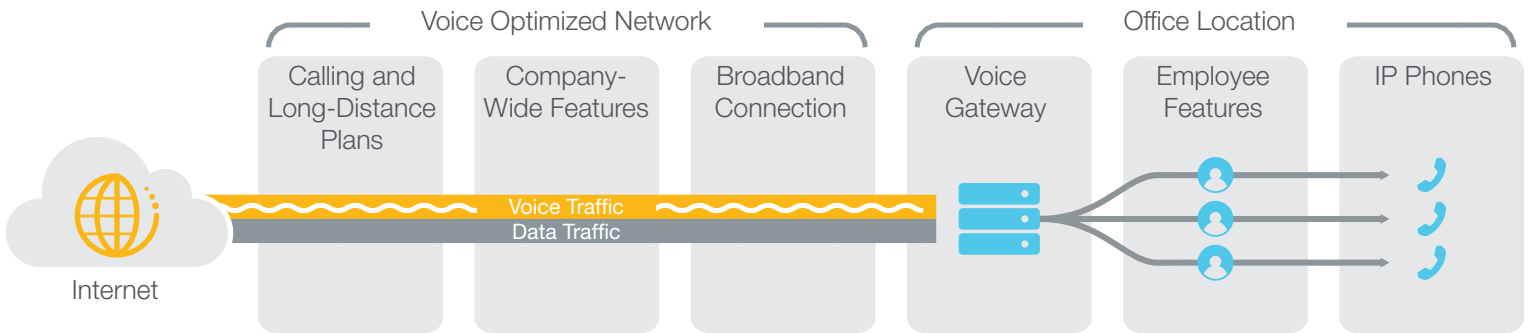 Voice Optimized Network
Office Location
Calling and
Long-Distance
Plans
Company-
Wide Features
Broadband
Connection
Voice
Gateway
Employee
Features
IP Phones
Voice Traffic
Data Traffic
Internet